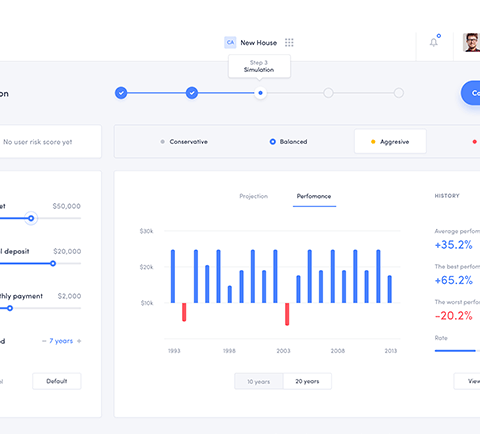 CA New House
Step 3
Simulation
on
Co
No user risk score yet
Conservative
Balanced
Aggresive
et $50,000
l deposit $20,000
hly payment $2,000
d − 7 years +
al
Default
Projection
Perfomance
$30k
$20k
$10k
1993 1998 2003 2008 2013
10 years 20 years
HISTORY
Average perfom
+35.2%
The best perfor
+65.2%
The worst perfo
-20.2%
Rate
View